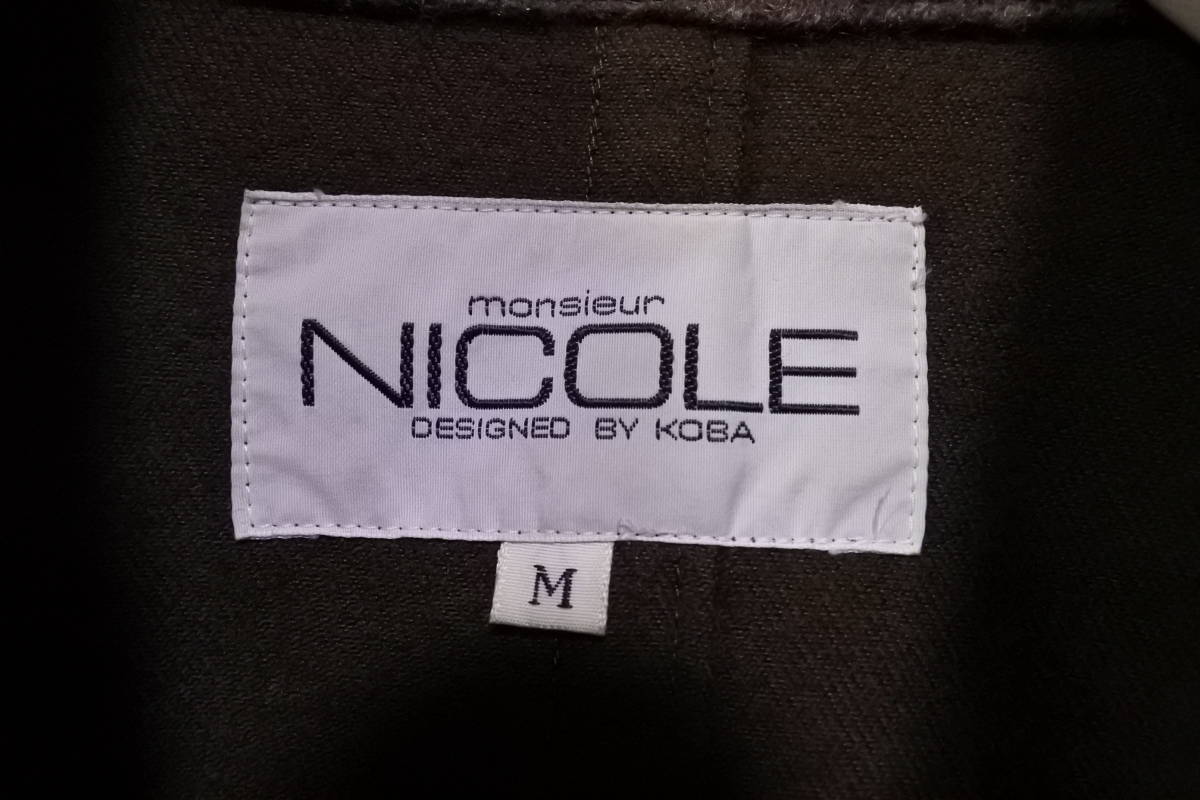 monsieur
NICOLE
DESIGNED BY KOBA
M